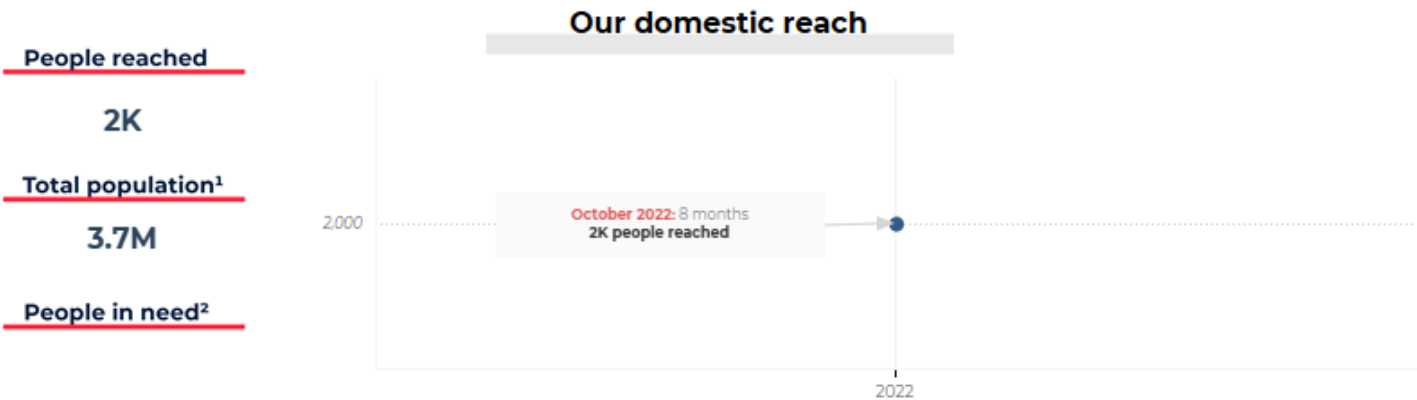 Our domestic reach
People reached
2K
Total population¹
3.7M
People in need²
2,000
October 2022: 8 months
2K people reached
2022